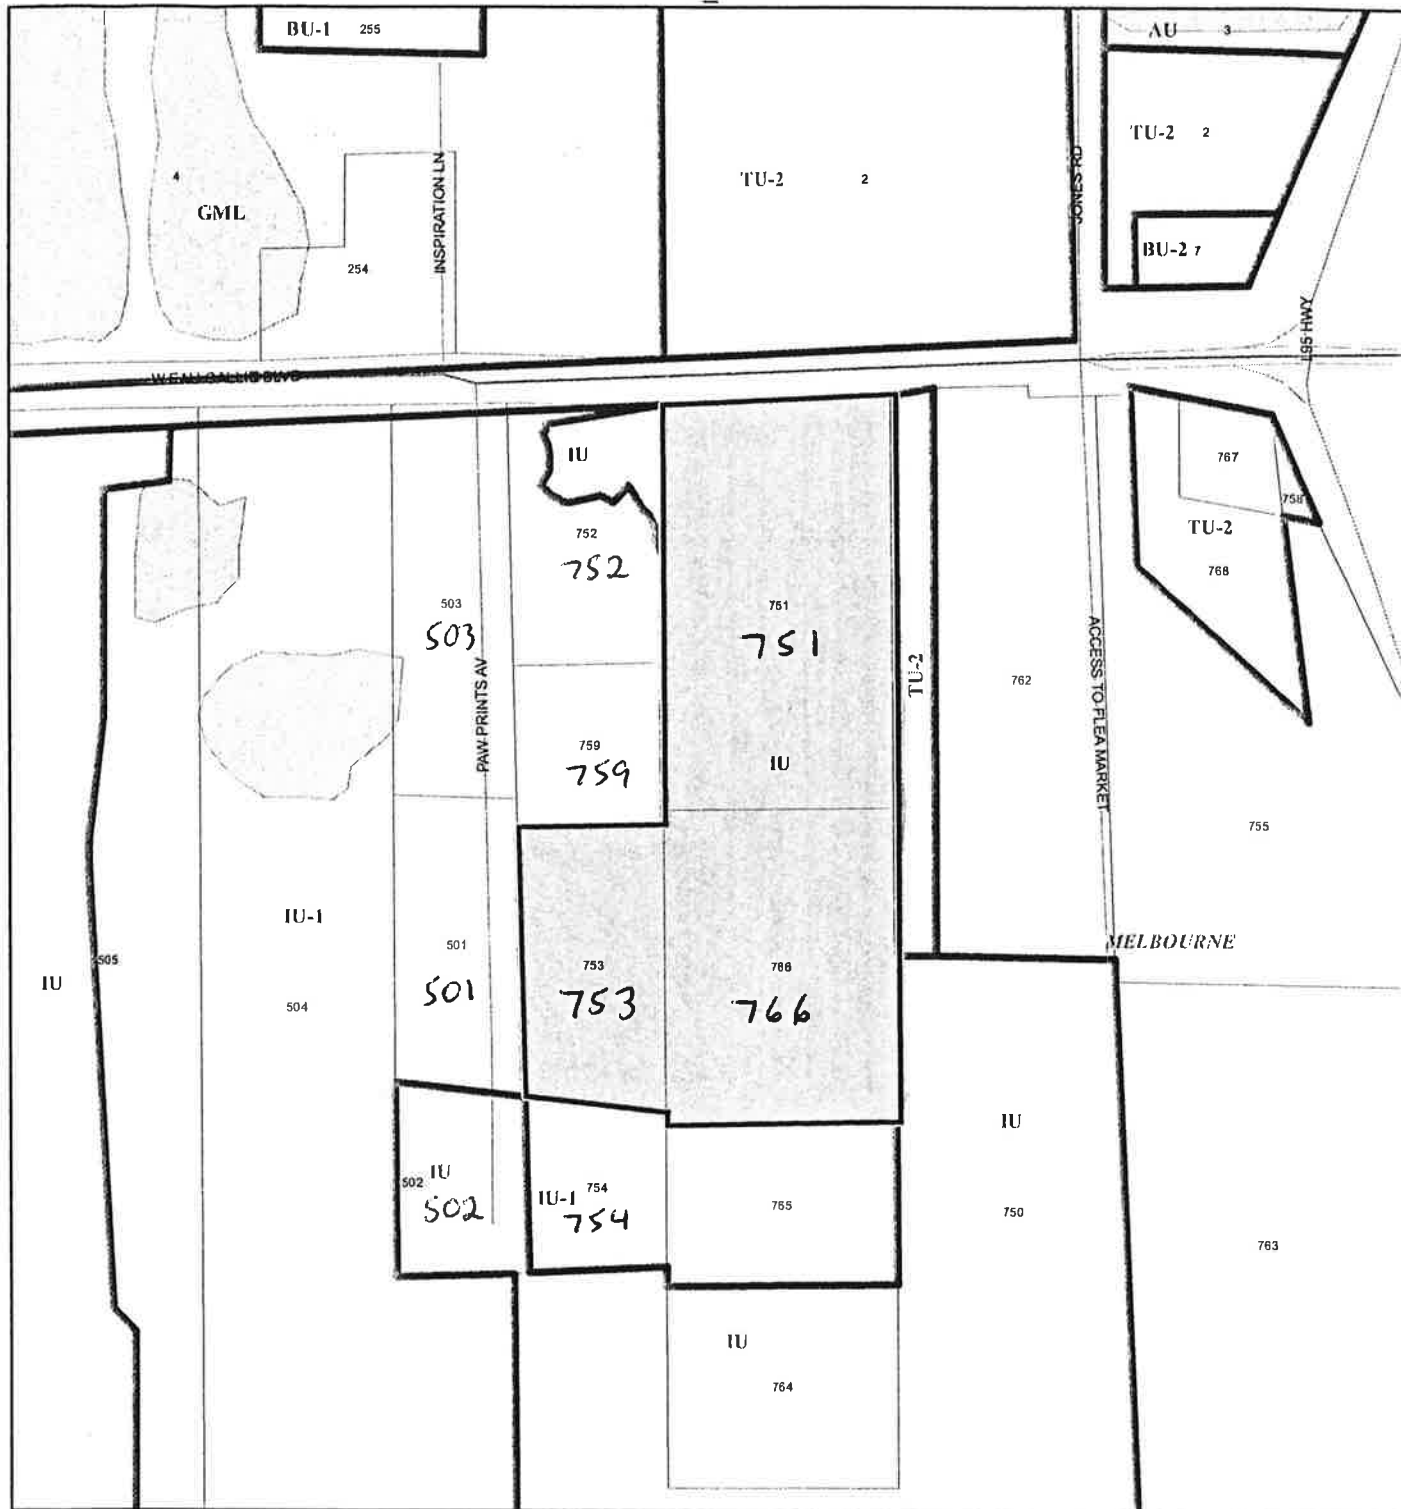 BU-1 255
AU 3
TU-2 2
TU-2 2
4
GML
INSPIRATION LN
JONES RD
BU-2 7
254
I 95 HWY
W EAU GALLIE BLVD
IU
767
758
TU-2
768
752
752
503
503
751
751
PAW PRINTS AV
TU-2
762
ACCESS TO FLEA MARKET
759
759
IU
755
IU-1
501
501
753
753
766
766
MELBOURNE
505
IU
504
IU
502
502
IU
IU-1 754
754
765
750
763
IU
764